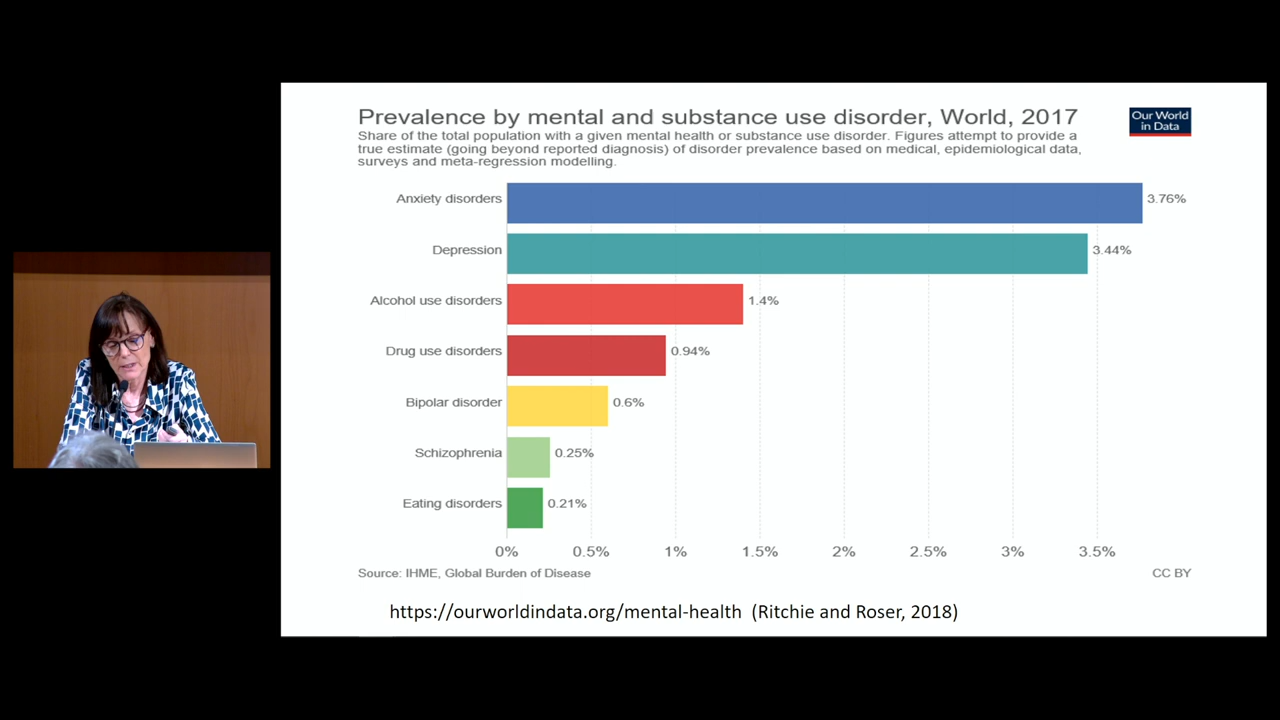 Prevalence by mental and substance use disorder, World, 2017
Our World
in Data
Share of the total population with a given mental health or substance use disorder. Figures attempt to provide a
true estimate (going beyond reported diagnosis) of disorder prevalence based on medical, epidemiological data,
surveys and meta-regression modelling.
Anxiety disorders 3.76%
Depression 3.44%
Alcohol use disorders 1.4%
Drug use disorders 0.94%
Bipolar disorder 0.6%
Schizophrenia 0.25%
Eating disorders 0.21%
0% 0.5% 1% 1.5% 2% 2.5% 3% 3.5%
Source: IHME, Global Burden of Disease CC BY
https://ourworldindata.org/mental-health (Ritchie and Roser, 2018)